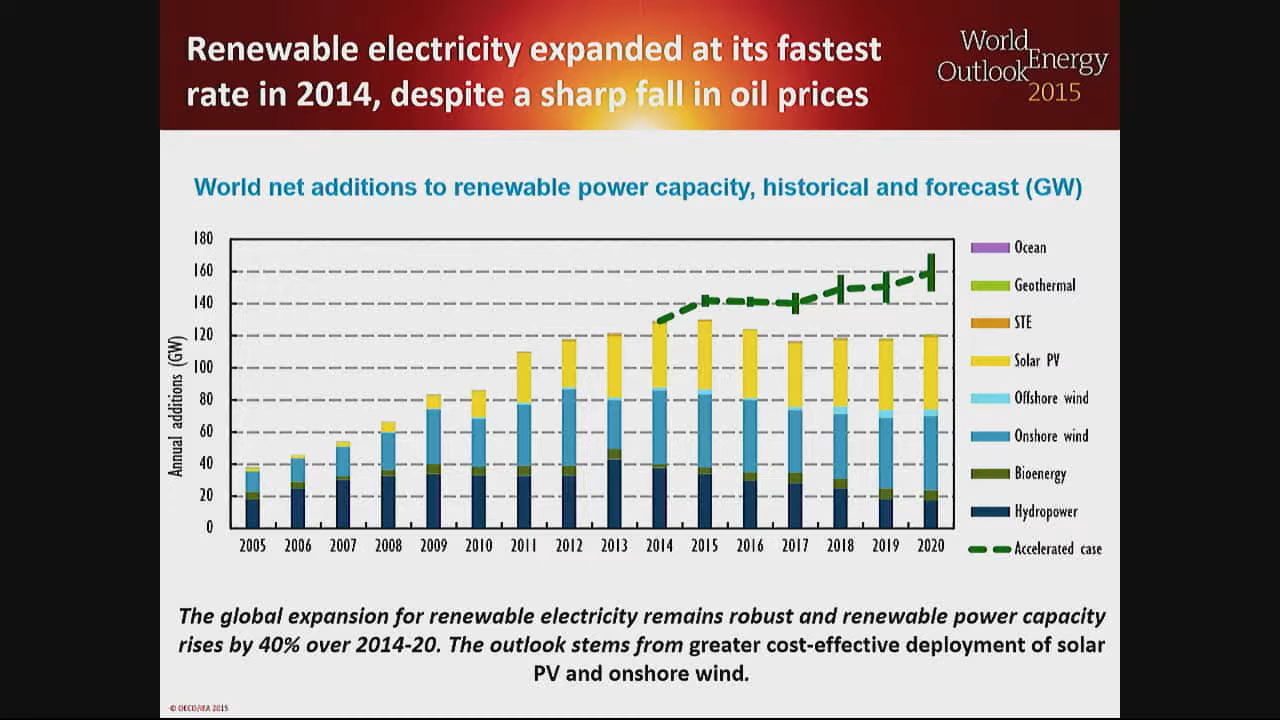 Renewable electricity expanded at its fastest
rate in 2014, despite a sharp fall in oil prices
World
Energy
Outlook
2015
World net additions to renewable power capacity, historical and forecast (GW)
Annual additions (GW)
180
160
140
120
100
80
60
40
20
0
2005 2006 2007 2008 2009 2010 2011 2012 2013 2014 2015 2016 2017 2018 2019 2020
Ocean
Geothermal
STE
Solar PV
Offshore wind
Onshore wind
Bioenergy
Hydropower
Accelerated case
The global expansion for renewable electricity remains robust and renewable power capacity
rises by 40% over 2014-20. The outlook stems from greater cost-effective deployment of solar
PV and onshore wind.
© OECD/IEA 2015